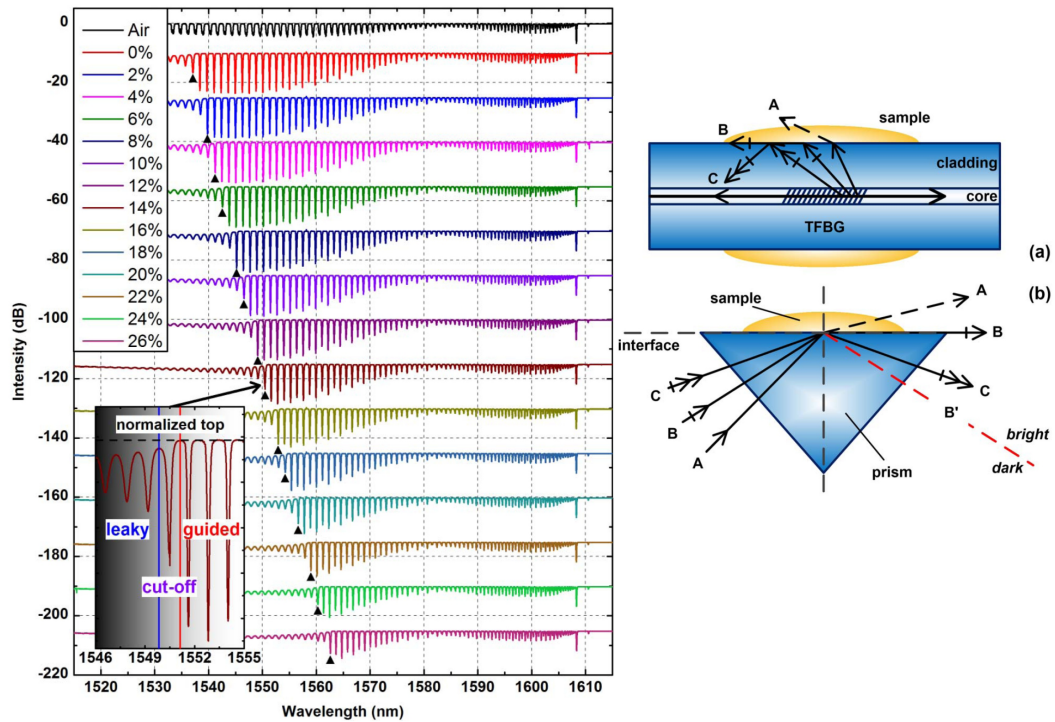 0
-20
-40
-60
-80
-100
-120
-140
-160
-180
-200
-220
Intensity (dB)
Air
0%
2%
4%
6%
8%
10%
12%
14%
16%
18%
20%
22%
24%
26%
normalized top
leaky
guided
cut-off
1546 1549 1552 1555
1520 1530 1540 1550 1560 1570 1580 1590 1600 1610
Wavelength (nm)
A
sample
B
cladding
C
core
TFBG
(a)
(b)
sample
A
interface
B
C
C
B
B'
bright
A
prism
dark